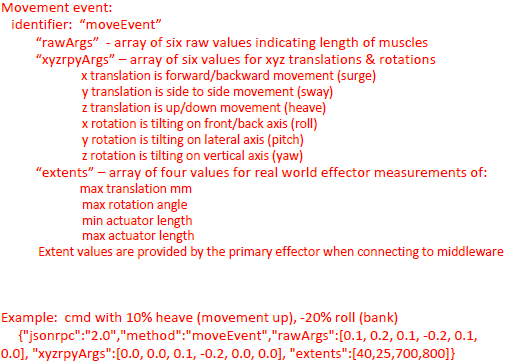 Movement event:
identifier: “moveEvent”
“rawArgs” - array of six raw values indicating length of muscles
“xyzrpyArgs” – array of six values for xyz translations & rotations
x translation is forward/backward movement (surge)
y translation is side to side movement (sway)
z translation is up/down movement (heave)
x rotation is tilting on front/back axis (roll)
y rotation is tilting on lateral axis (pitch)
z rotation is tilting on vertical axis (yaw)
“extents” – array of four values for real world effector measurements of:
max translation mm
max rotation angle
min actuator length
max actuator length
Extent values are provided by the primary effector when connecting to middleware
Example: cmd with 10% heave (movement up), -20% roll (bank)
{"jsonrpc":"2.0","method":"moveEvent","rawArgs":[0.1, 0.2, 0.1, -0.2, 0.1,
0.0], "xyzrpyArgs":[0.0, 0.0, 0.1, -0.2, 0.0, 0.0], "extents":[40,25,700,800]}